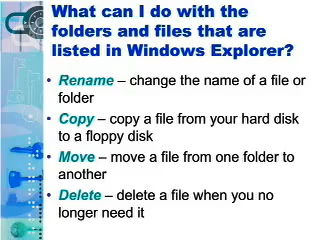 What can I do with the
folders and files that are
listed in Windows Explorer?
• Rename – change the name of a file or
folder
• Copy – copy a file from your hard disk
to a floppy disk
• Move – move a file from one folder to
another
• Delete – delete a file when you no
longer need it